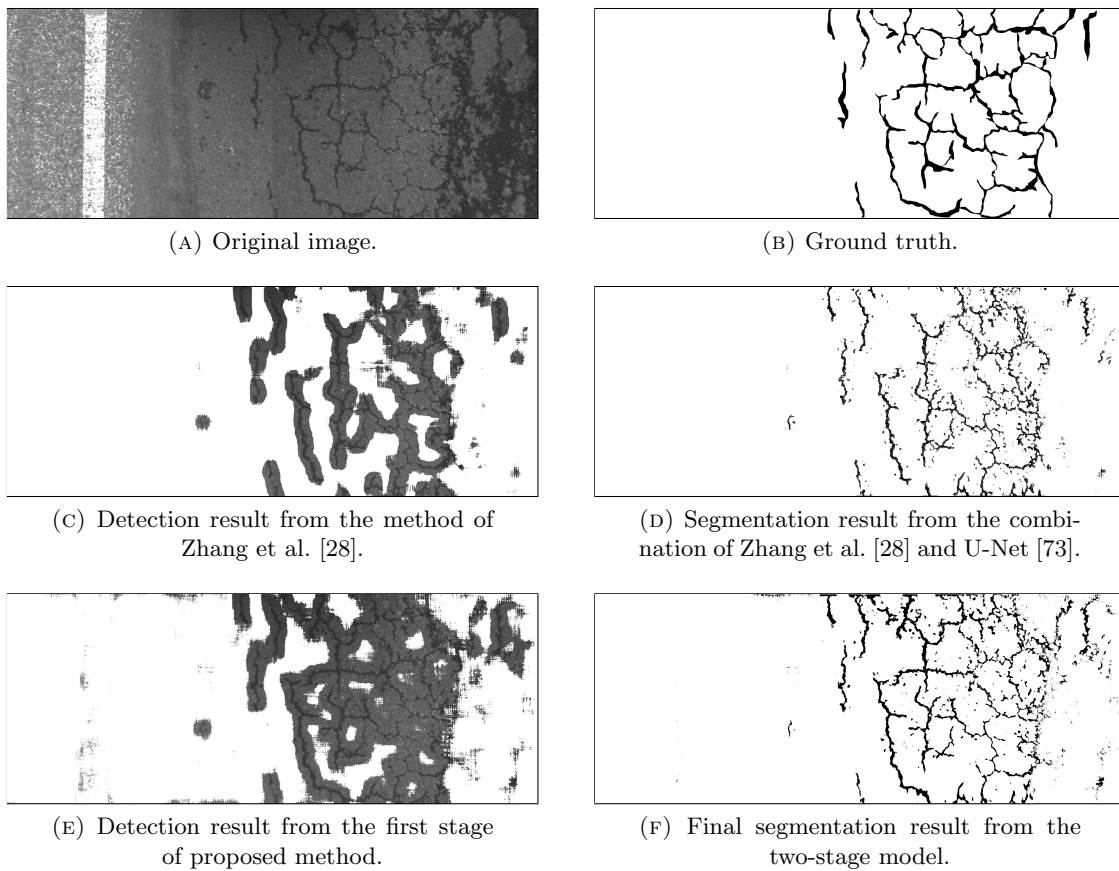 (A) Original image.
(B) Ground truth.
(C) Detection result from the method of
Zhang et al. [28].
(D) Segmentation result from the combi-
nation of Zhang et al. [28] and U-Net [73].
(E) Detection result from the first stage
of proposed method.
(F) Final segmentation result from the
two-stage model.